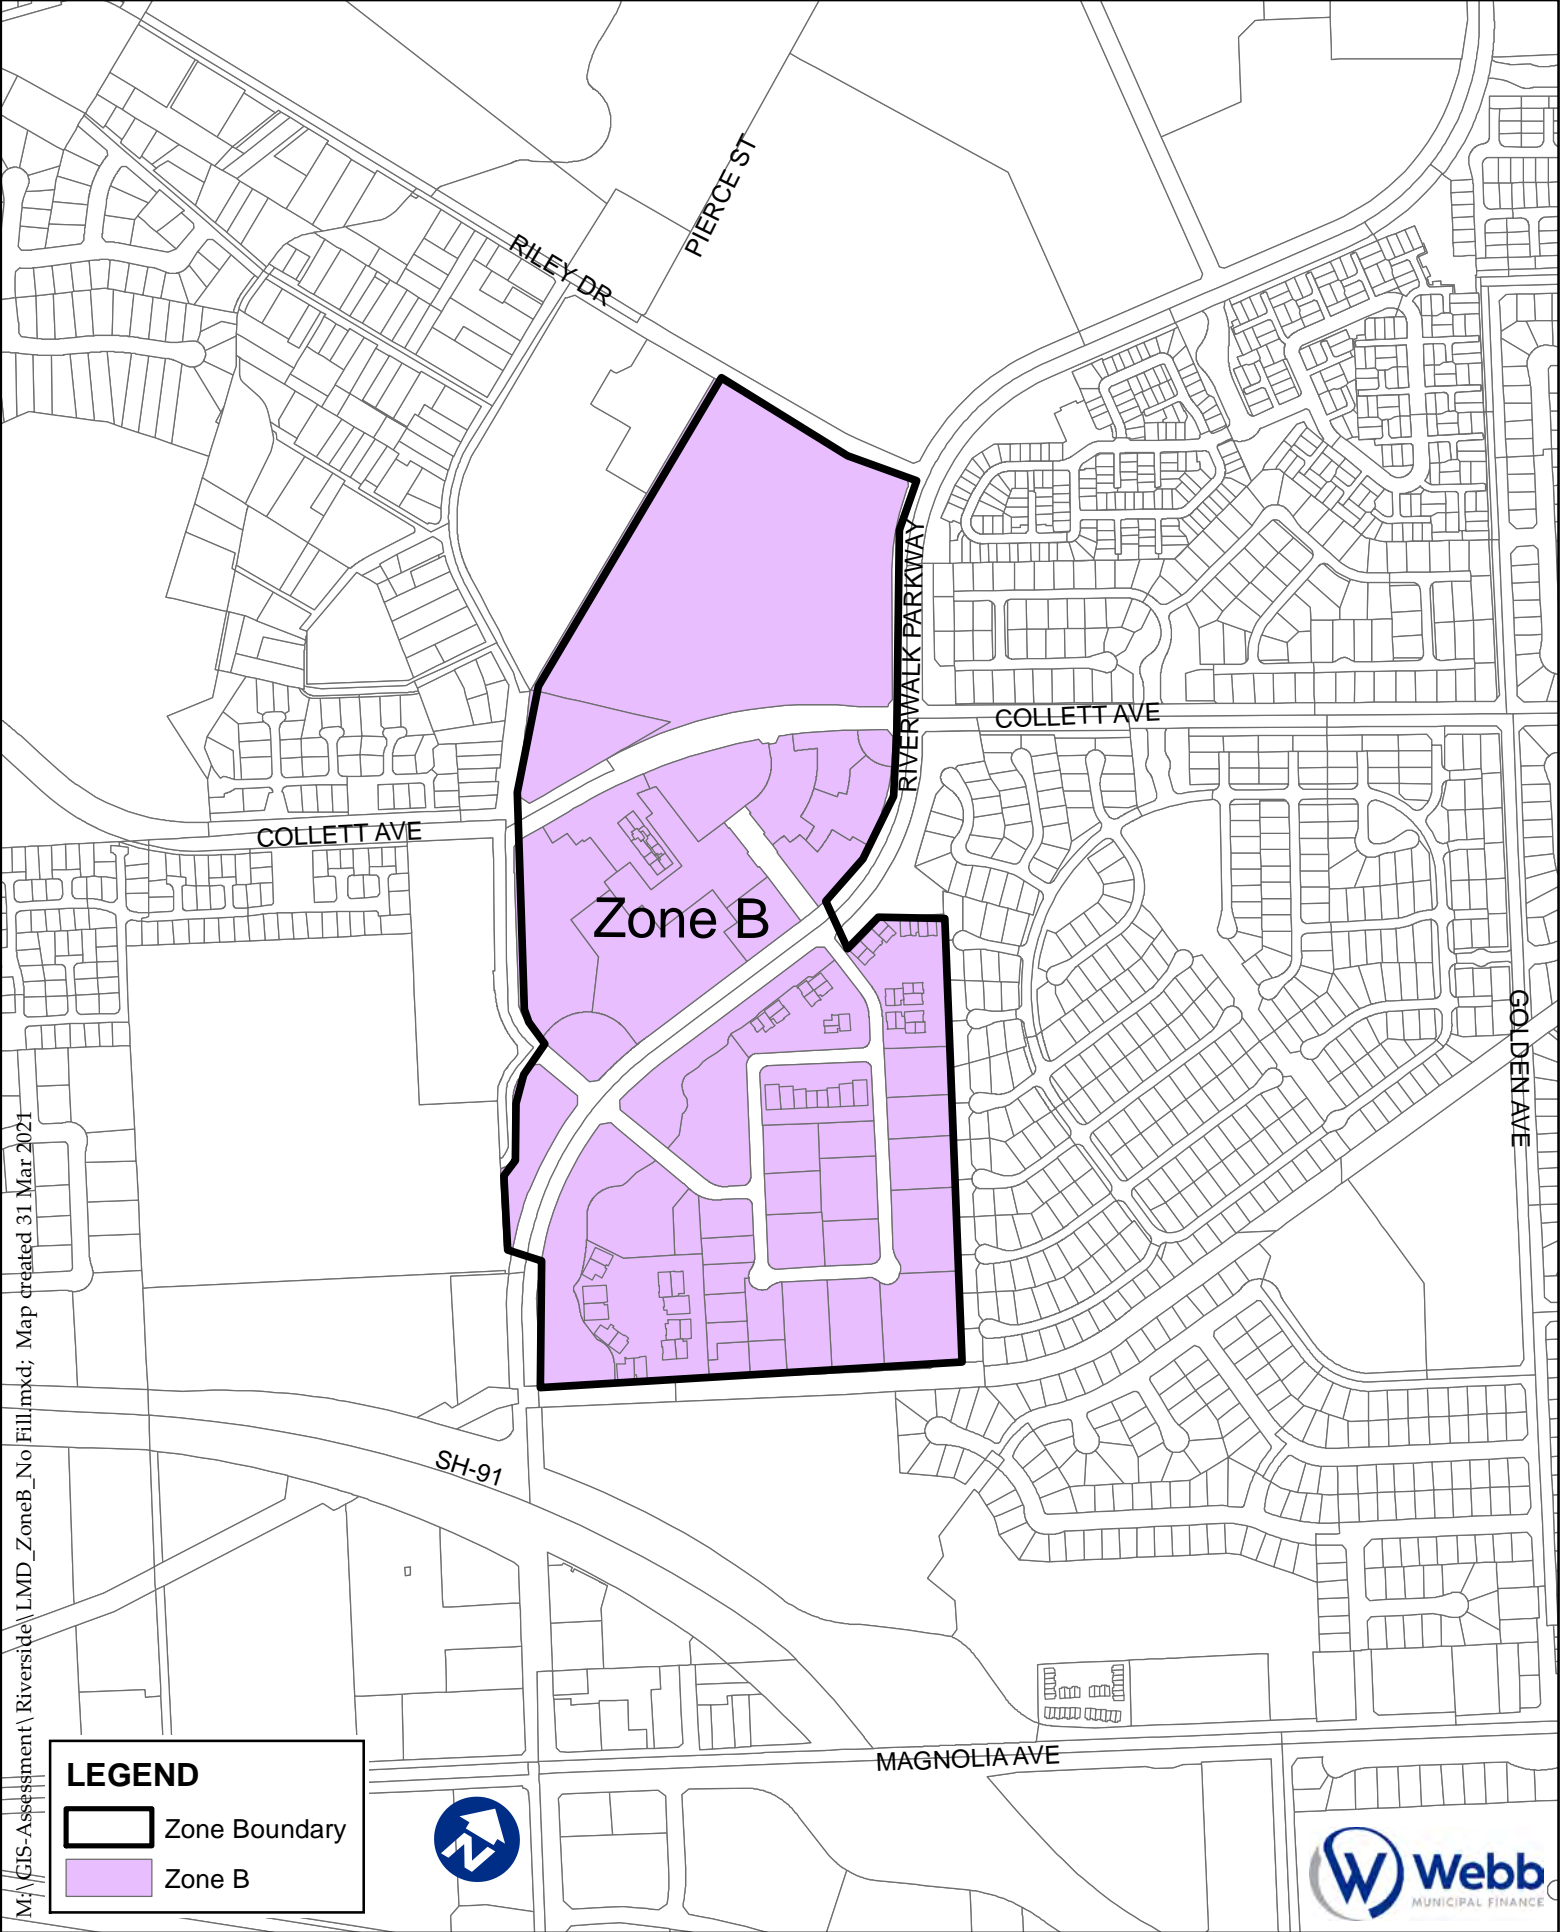 PIERCE ST
RILEY DR
RIVERWALK PARKWAY
COLLETT AVE
COLLETT AVE
Zone B
GOLDEN AVE
SH-91
MAGNOLIA AVE
M:\GIS-Assessment\Riverside\LMD_ZoneB_No Fill.mxd; Map created 31 Mar 2021
LEGEND
Zone Boundary
Zone B
N
W Webb
MUNICIPAL FINANCE